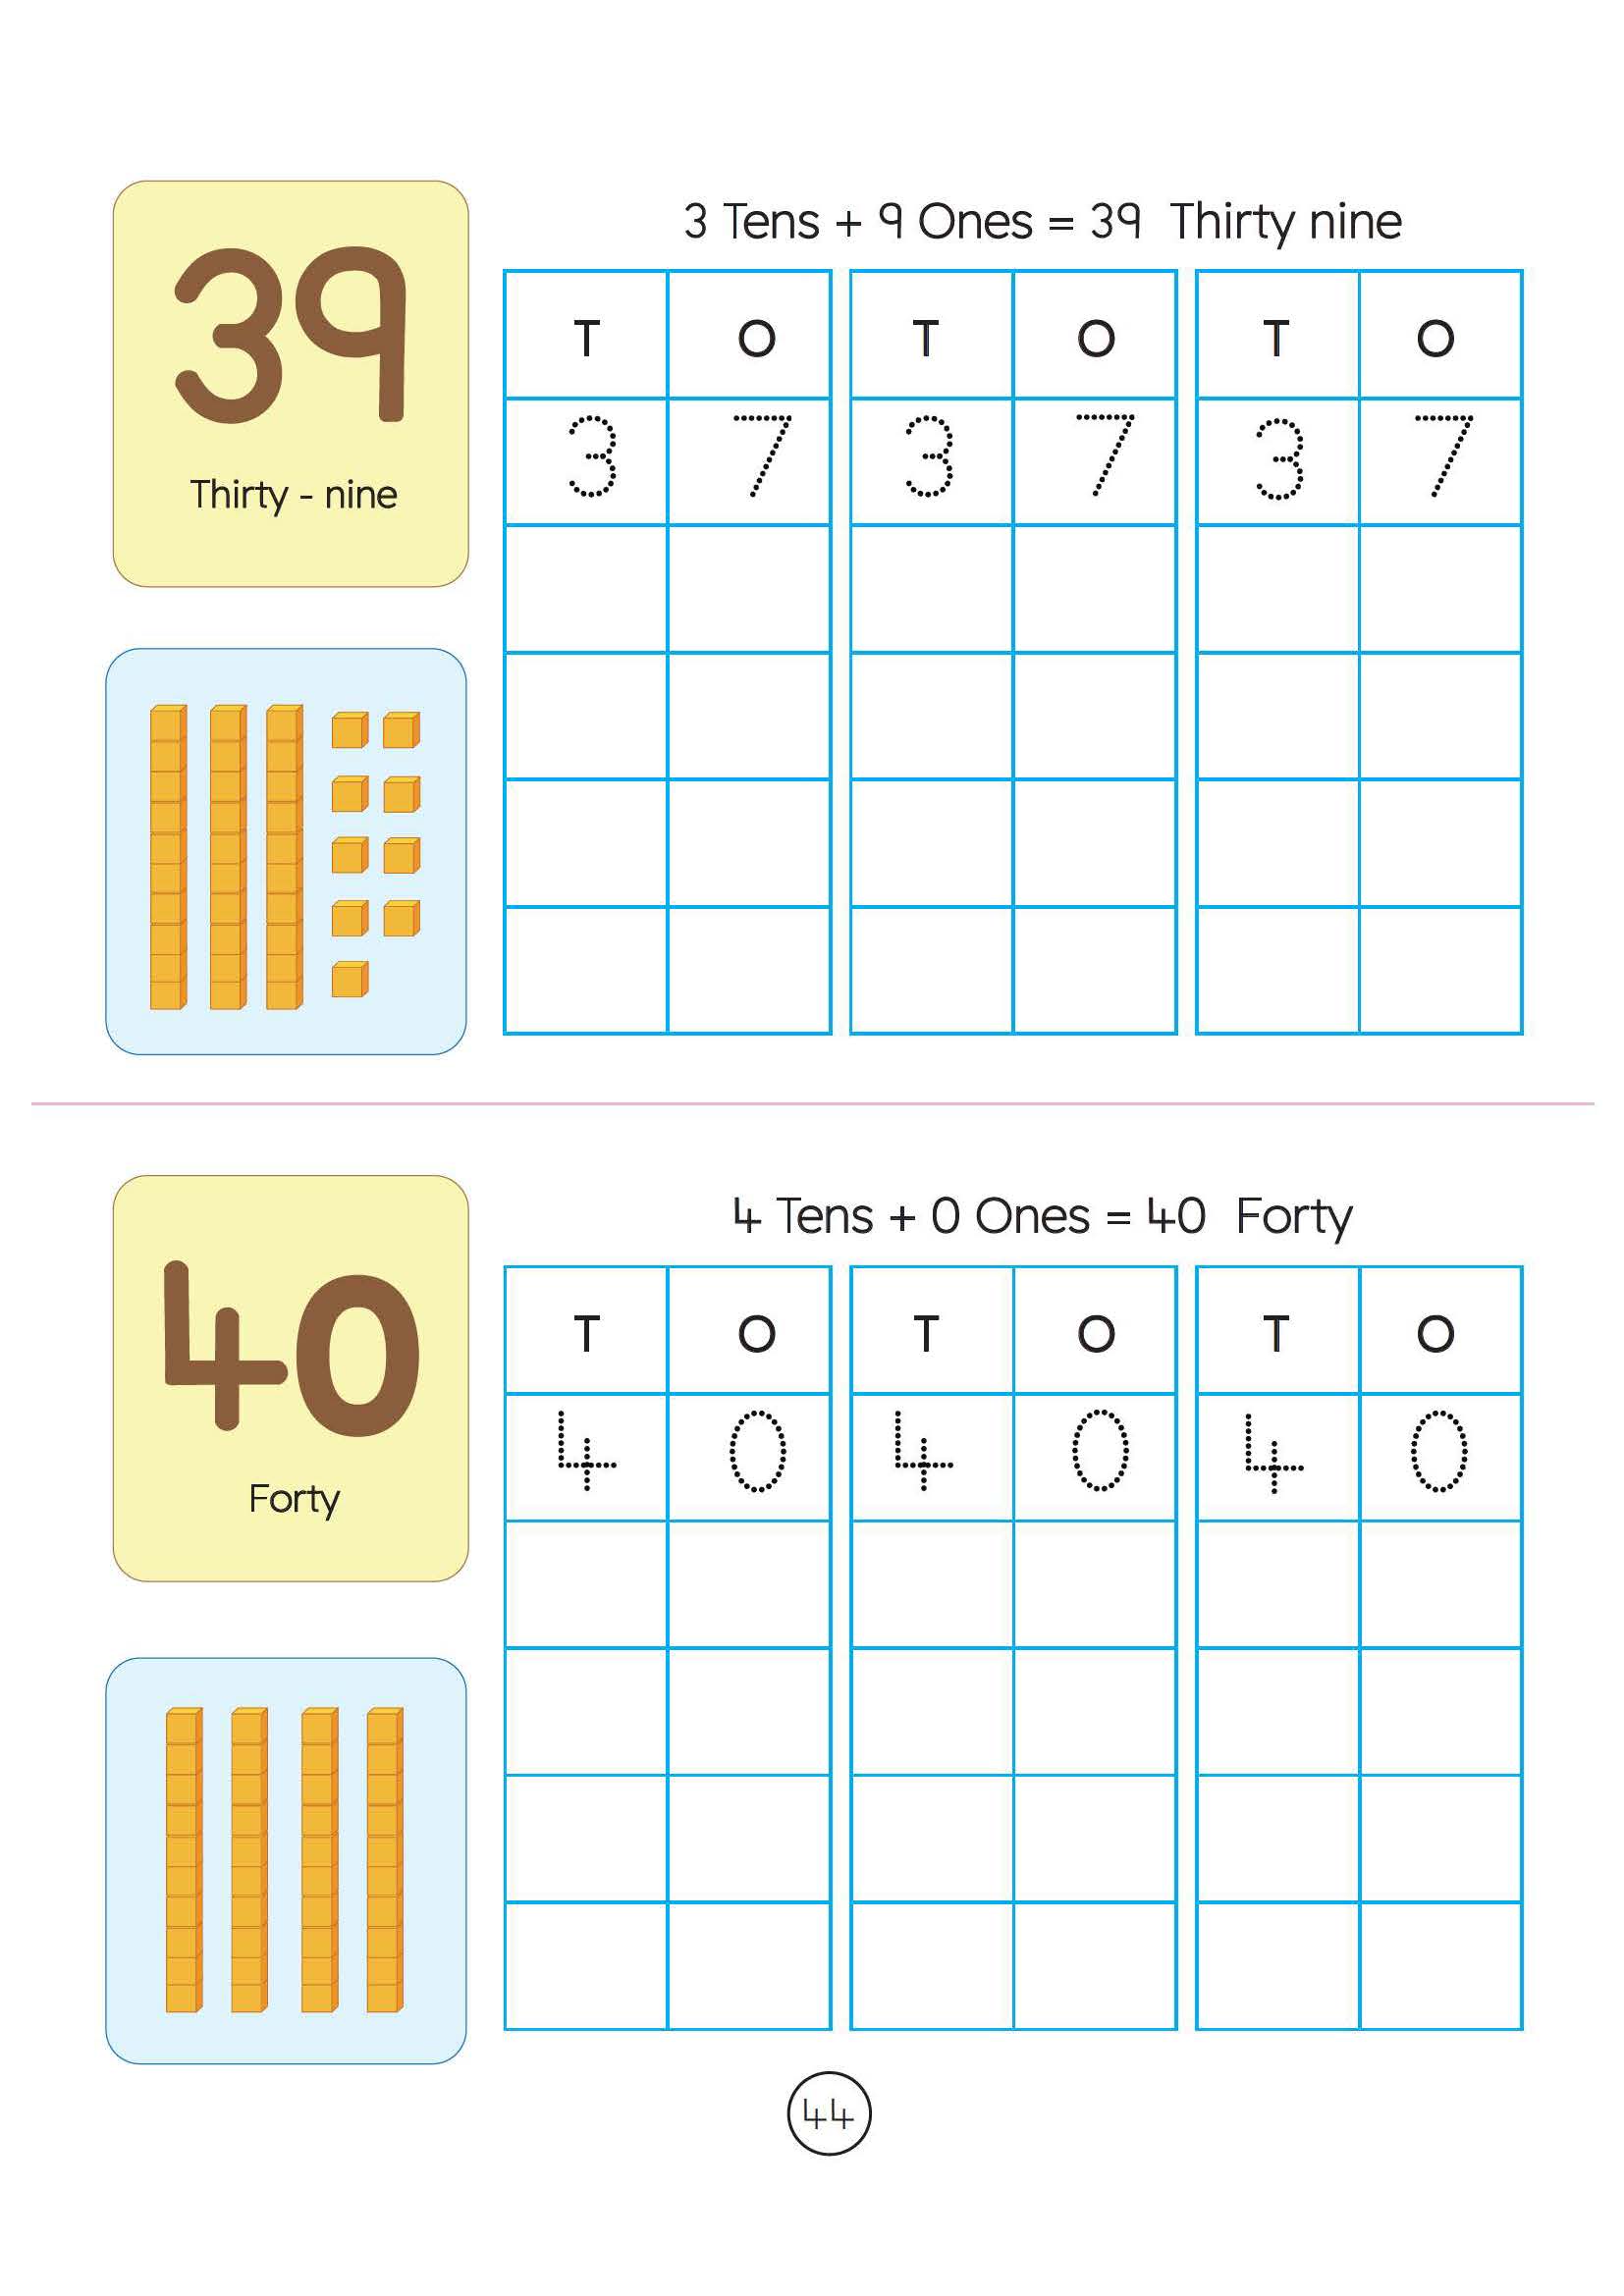 39
Thirty - nine
3 Tens + 9 Ones = 39 Thirty nine
T O T O T O
3 7 3 7 3 7
40
Forty
4 Tens + 0 Ones = 40 Forty
T O T O T O
4 0 4 0 4 0
44